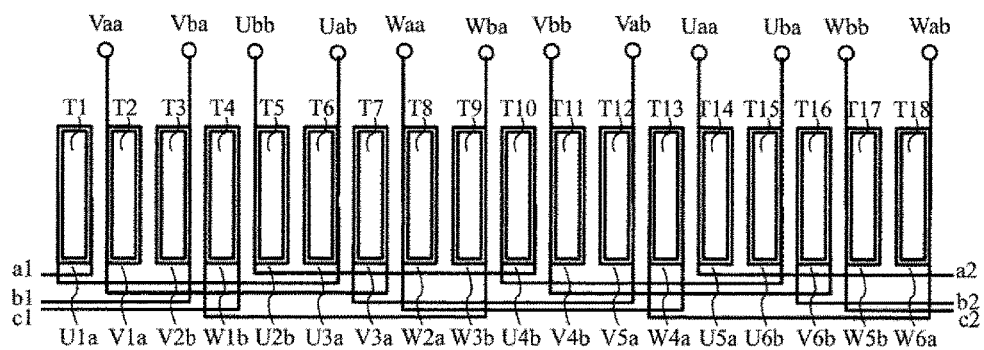 Vaa Vba Ubb Uab Waa Wba Vbb Vab Uaa Uba Wbb Wab
T1 T2 T3 T4 T5 T6 T7 T8 T9 T10 T11 T12 T13 T14 T15 T16 T17 T18
a1 a2
b1 b2
c1 c2
U1a V1a V2b W1b U2b U3a V3a W2a W3b U4b V4b V5a W4a U5a U6b V6b W5b W6a